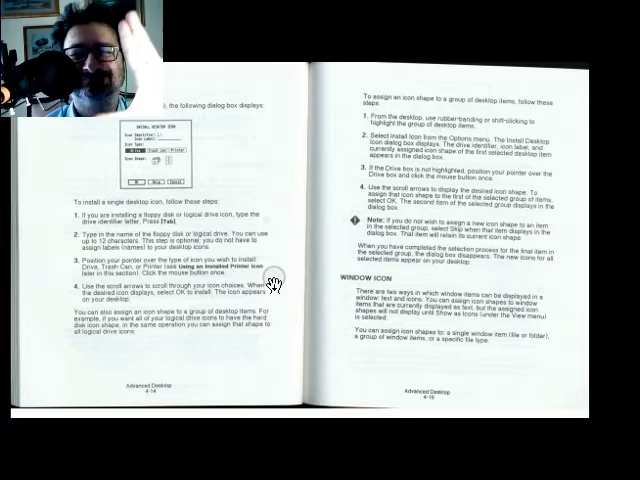 , the following dialog box displays:
INSTALL DESKTOP ICON
Icon Identifier:
Icon Label:
Icon Type:
Drive Trash Can Printer
Icon Shape:
OK Skip Cancel
To install a single desktop icon, follow these steps:
1. If you are installing a floppy disk or logical drive icon, type the
drive identifier letter. Press [Tab]
2. Type in the name of the floppy disk or logical drive. You can use
up to 12 characters. This step is optional, you do not have to
assign labels (names) to your desktop icons.
3. Position your pointer over the type of icon you wish to install:
Drive, Trash Can, or Printer (see Using an Installed Printer Icon
later in this section). Click the mouse button once.
4. Use the scroll arrows to scroll through your icon choices. When
the desired icon displays, select OK to install. The icon appears
on your desktop.
You can also assign an icon shape to a group of desktop items. For
example, if you want all of your logical drive icons to have the hard
disk icon shape, in the same operation you can assign that shape to
all logical drive icons.
Advanced Desktop
4-14
To assign an icon shape to a group of desktop items, follow these
steps:
1. From the desktop, use rubber-banding or shift-clicking to
highlight the group of desktop items.
2. Select Install Icon from the Options menu. The Install Desktop
Icon dialog box displays. The drive identifier, icon label, and
currently assigned icon shape of the first selected desktop item
appears in the dialog box.
3. If the Drive box is not highlighted, position your pointer over the
Drive box and click the mouse button once.
4. Use the scroll arrows to display the desired icon shape. To
assign that icon shape to the first of the selected group of items,
select OK. The second item of the selected group displays in the
dialog box.
Note: If you do not wish to assign a new icon shape to an item
in the selected group, select Skip when that item displays in the
dialog box. That item will retain its current icon shape.
When you have completed the selection process for the final item in
the selected group, the dialog box disappears. The new icons for all
selected items appear on your desktop.
WINDOW ICON
There are two ways in which window items can be displayed in a
window: text and icons. You can assign icon shapes to window
items that are currently displayed as text, but the assigned icon
shapes will not display until Show as Icons (under the View menu)
is selected.
You can assign icon shapes to: a single window item (file or folder),
a group of window items, or a specific file type.
Advanced Desktop